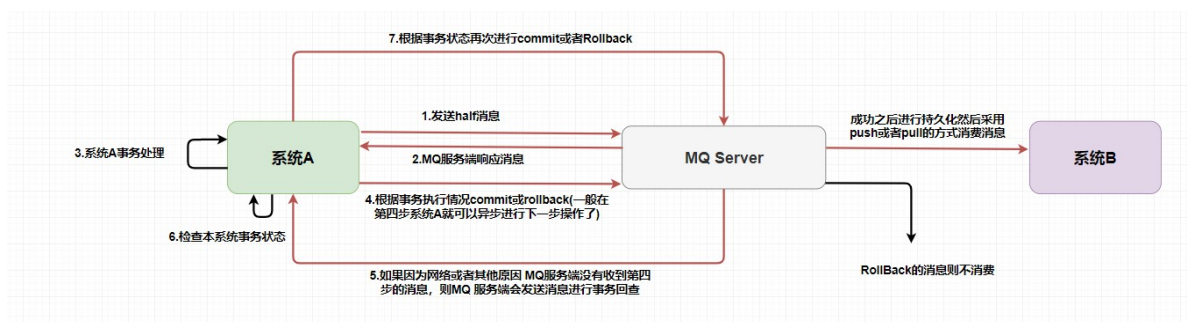 7.根据事务状态再次进行commit或者Rollback
1.发送half消息
成功之后进行持久化然后采用
push或者pull的方式消费消息
3.系统A事务处理
系统A
2.MQ服务端响应消息
MQ Server
系统B
4.根据事务执行情况commit或rollback(一般在
第四步系统A就可以异步进行下一步操作了)
6.检查本系统事务状态
5.如果因为网络或者其他原因 MQ服务端没有收到第四
步的消息，则MQ 服务端会发送消息进行事务回查
RollBack的消息则不消费